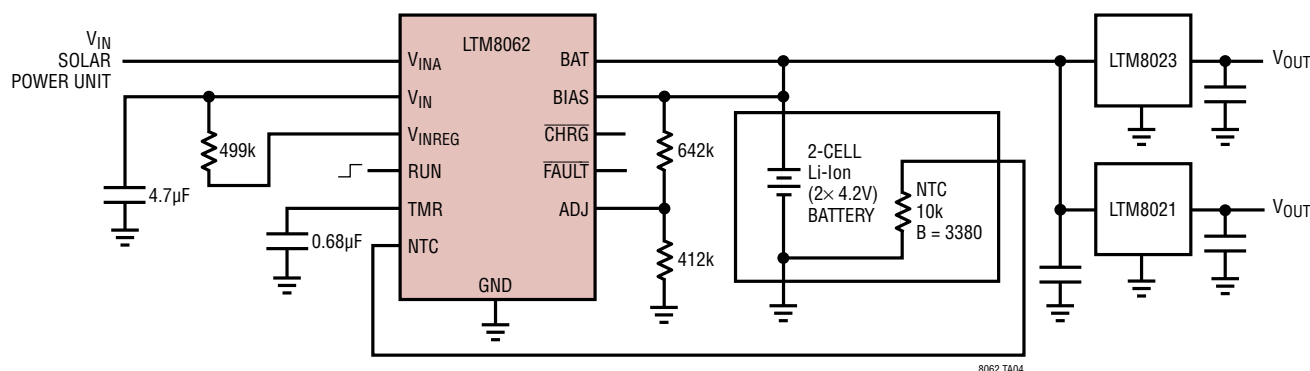 VIN
SOLAR
POWER UNIT
LTM8062
VINA
VIN
VINREG
RUN
TMR
NTC
GND
BAT
BIAS
CHRG
FAULT
ADJ
499k
4.7µF
0.68µF
642k
412k
2-CELL
Li-Ion
(2× 4.2V)
BATTERY
NTC
10k
B = 3380
LTM8023
VOUT
LTM8021
VOUT
8062 TA04